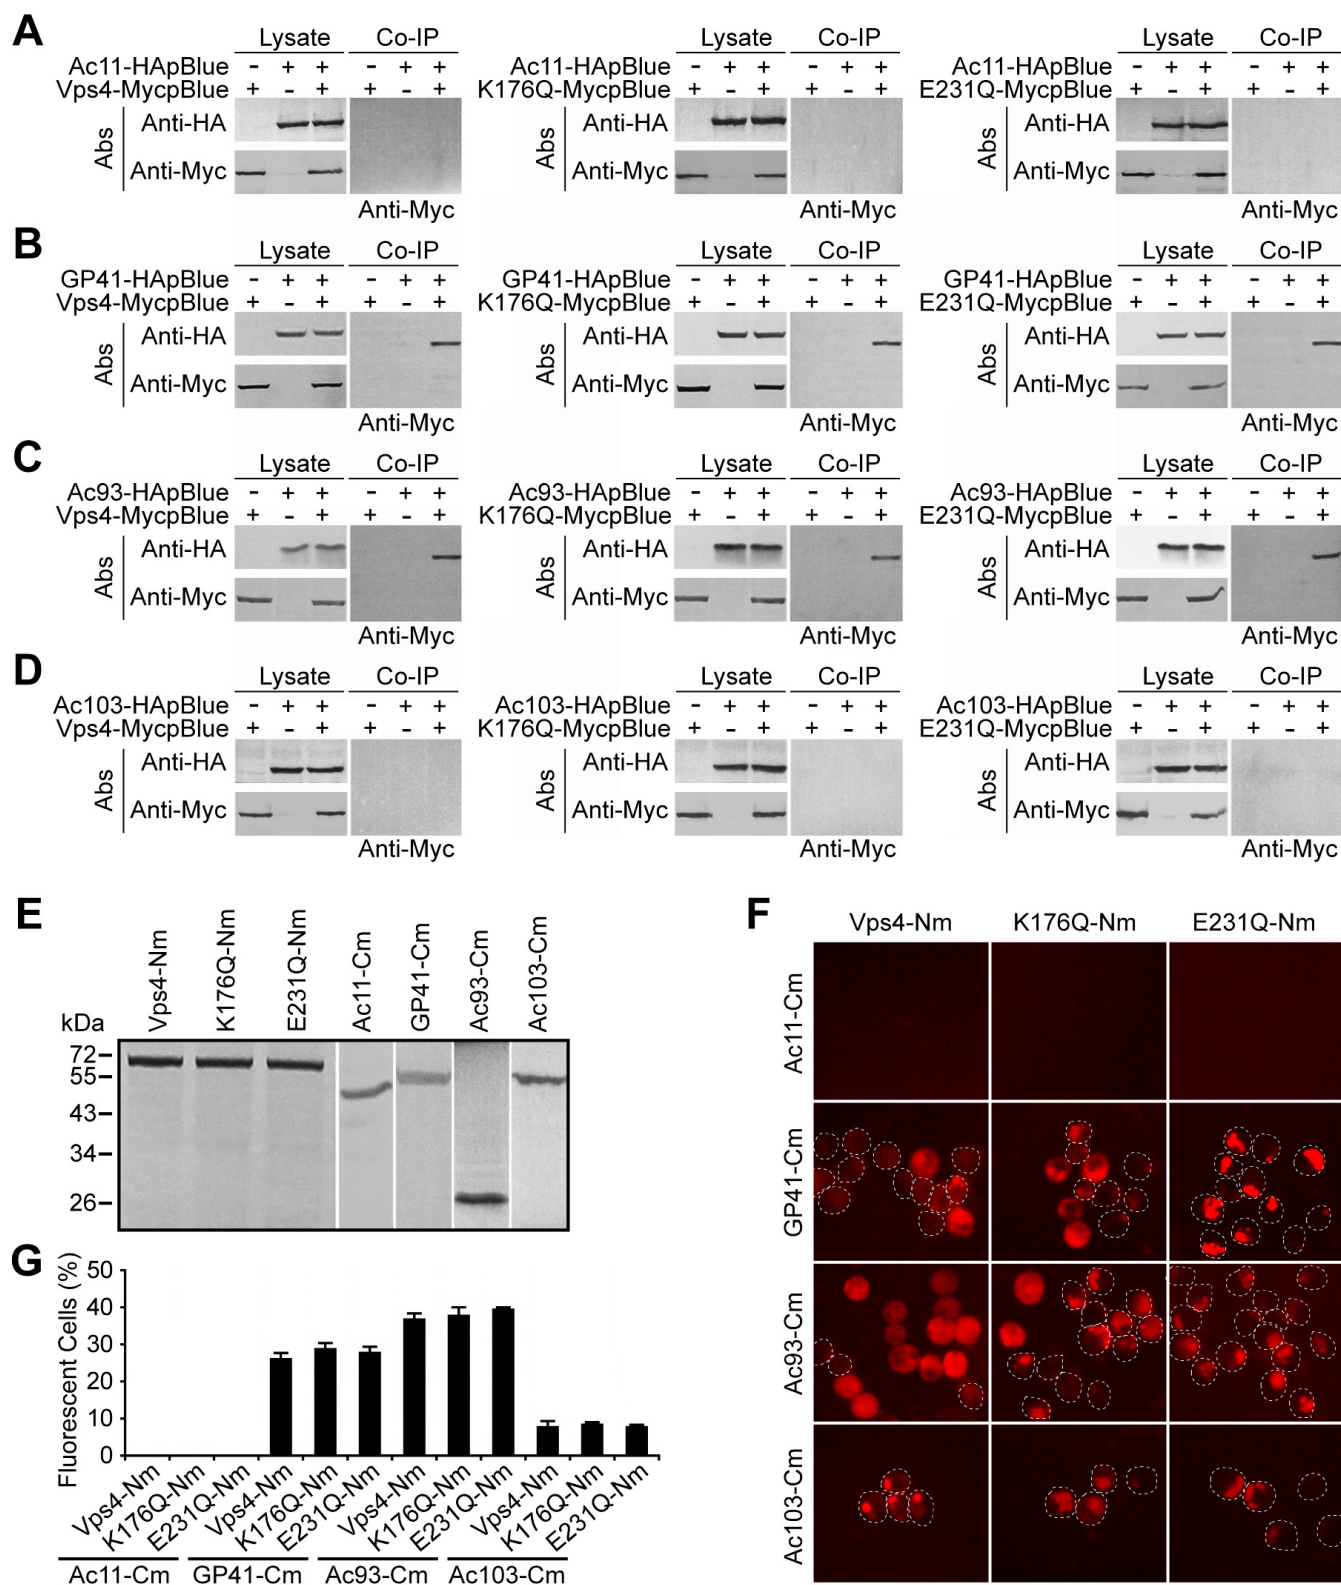 A
Lysate Co-IP Lysate Co-IP Lysate Co-IP
Ac11-HApBlue - + + - + + Ac11-HApBlue - + + - + + Ac11-HApBlue - + + - + +
Vps4-MycpBlue + - + + - + K176Q-MycpBlue + - + + - + E231Q-MycpBlue + - + + - +
Abs Anti-HA Abs Anti-HA Abs Anti-HA
Anti-Myc Anti-Myc Anti-Myc
Anti-Myc Anti-Myc Anti-Myc
B
Lysate Co-IP Lysate Co-IP Lysate Co-IP
GP41-HApBlue - + + - + + GP41-HApBlue - + + - + + GP41-HApBlue - + + - + +
Vps4-MycpBlue + - + + - + K176Q-MycpBlue + - + + - + E231Q-MycpBlue + - + + - +
Abs Anti-HA Abs Anti-HA Abs Anti-HA
Anti-Myc Anti-Myc Anti-Myc
Anti-Myc Anti-Myc Anti-Myc
C
Lysate Co-IP Lysate Co-IP Lysate Co-IP
Ac93-HApBlue - + + - + + Ac93-HApBlue - + + - + + Ac93-HApBlue - + + - + +
Vps4-MycpBlue + - + + - + K176Q-MycpBlue + - + + - + E231Q-MycpBlue + - + + - +
Abs Anti-HA Abs Anti-HA Abs Anti-HA
Anti-Myc Anti-Myc Anti-Myc
Anti-Myc Anti-Myc Anti-Myc
D
Lysate Co-IP Lysate Co-IP Lysate Co-IP
Ac103-HApBlue - + + - + + Ac103-HApBlue - + + - + + Ac103-HApBlue - + + - + +
Vps4-MycpBlue + - + + - + K176Q-MycpBlue + - + + - + E231Q-MycpBlue + - + + - +
Abs Anti-HA Abs Anti-HA Abs Anti-HA
Anti-Myc Anti-Myc Anti-Myc
Anti-Myc Anti-Myc Anti-Myc
E
Vps4-Nm K176Q-Nm E231Q-Nm Ac11-Cm GP41-Cm Ac93-Cm Ac103-Cm
kDa
72
55
43
34
26
F
Vps4-Nm K176Q-Nm E231Q-Nm
Ac11-Cm
GP41-Cm
Ac93-Cm
Ac103-Cm
G
Fluorescent Cells (%)
50
40
30
20
10
0
Vps4-Nm K176Q-Nm E231Q-Nm Vps4-Nm K176Q-Nm E231Q-Nm Vps4-Nm K176Q-Nm E231Q-Nm Vps4-Nm K176Q-Nm E231Q-Nm
Ac11-Cm GP41-Cm Ac93-Cm Ac103-Cm